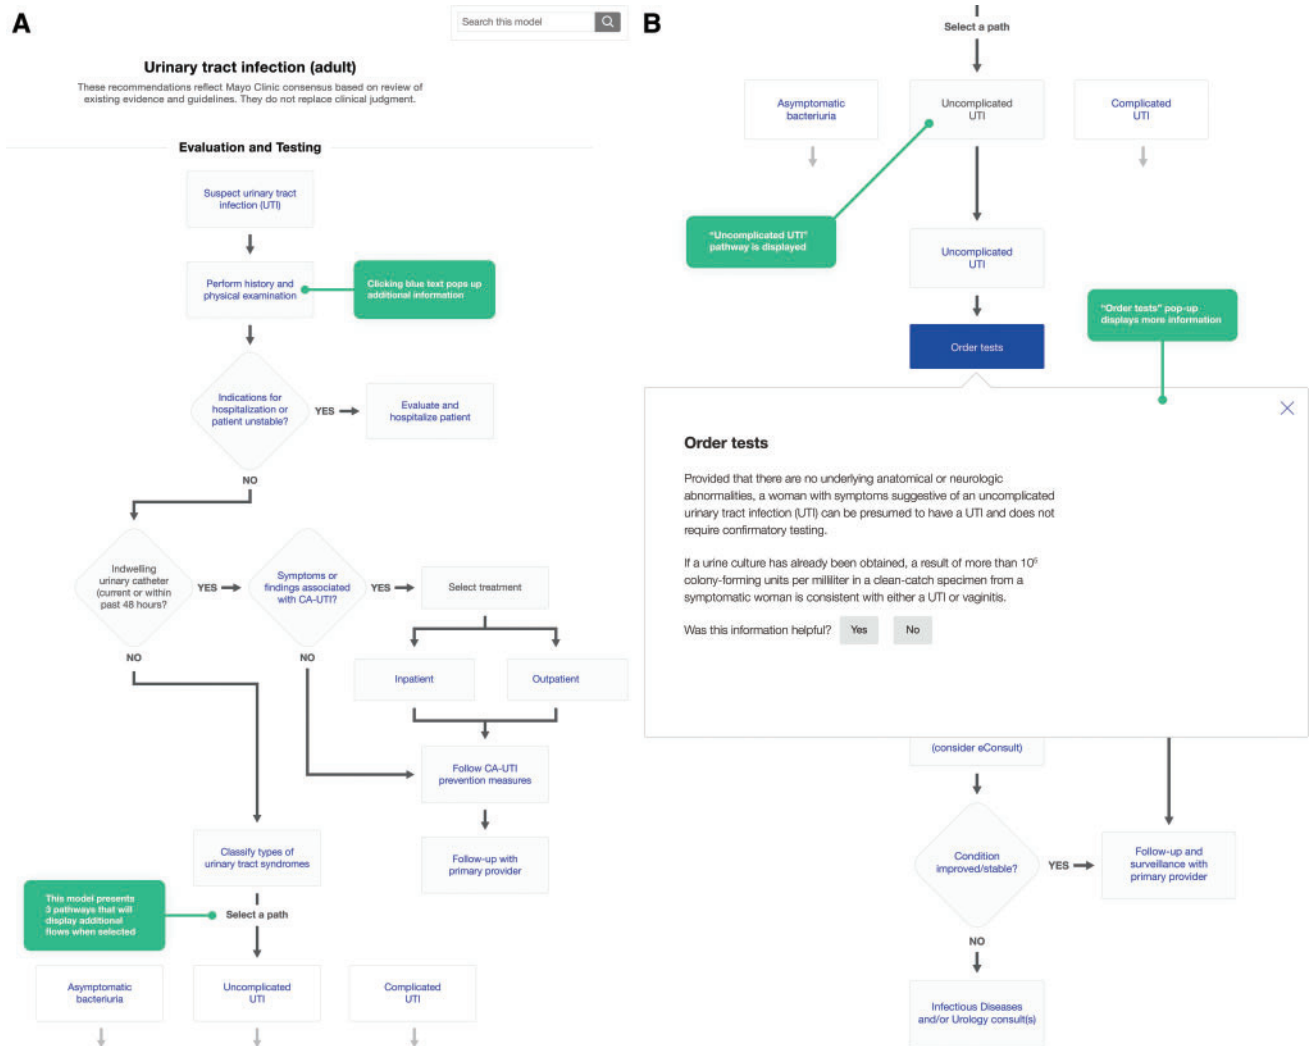 A
Search this model
Urinary tract infection (adult)
These recommendations reflect Mayo Clinic consensus based on review of
existing evidence and guidelines. They do not replace clinical judgment.
Evaluation and Testing
Suspect urinary tract
infection (UTI)
Perform history and
physical examination
Clicking blue text pops up
additional information
Indications for
hospitalization or
patient unstable?
YES
Evaluate and
hospitalize patient
NO
Indwelling
urinary catheter
(current or within
past 48 hours?
YES
Symptoms or
findings associated
with CA-UTI?
YES
Select treatment
NO
NO
Inpatient
Outpatient
Follow CA-UTI
prevention measures
Classify types of
urinary tract syndromes
Follow-up with
primary provider
This model presents
3 pathways that will
display additional
flows when selected
Select a path
Asymptomatic
bacteriuria
Uncomplicated
UTI
Complicated
UTI
B
Select a path
Asymptomatic
bacteriuria
Uncomplicated
UTI
Complicated
UTI
“Uncomplicated UTI”
pathway is displayed
Uncomplicated
UTI
“Order tests” pop-up
displays more information
Order tests
Order tests
Provided that there are no underlying anatomical or neurologic
abnormalities, a woman with symptoms suggestive of an uncomplicated
urinary tract infection (UTI) can be presumed to have a UTI and does not
require confirmatory testing.
If a urine culture has already been obtained, a result of more than 10⁵
colony-forming units per milliliter in a clean-catch specimen from a
symptomatic woman is consistent with either a UTI or vaginitis.
Was this information helpful? Yes No
(consider eConsult)
Condition
improved/stable?
YES
Follow-up and
surveillance with
primary provider
NO
Infectious Diseases
and/or Urology consult(s)